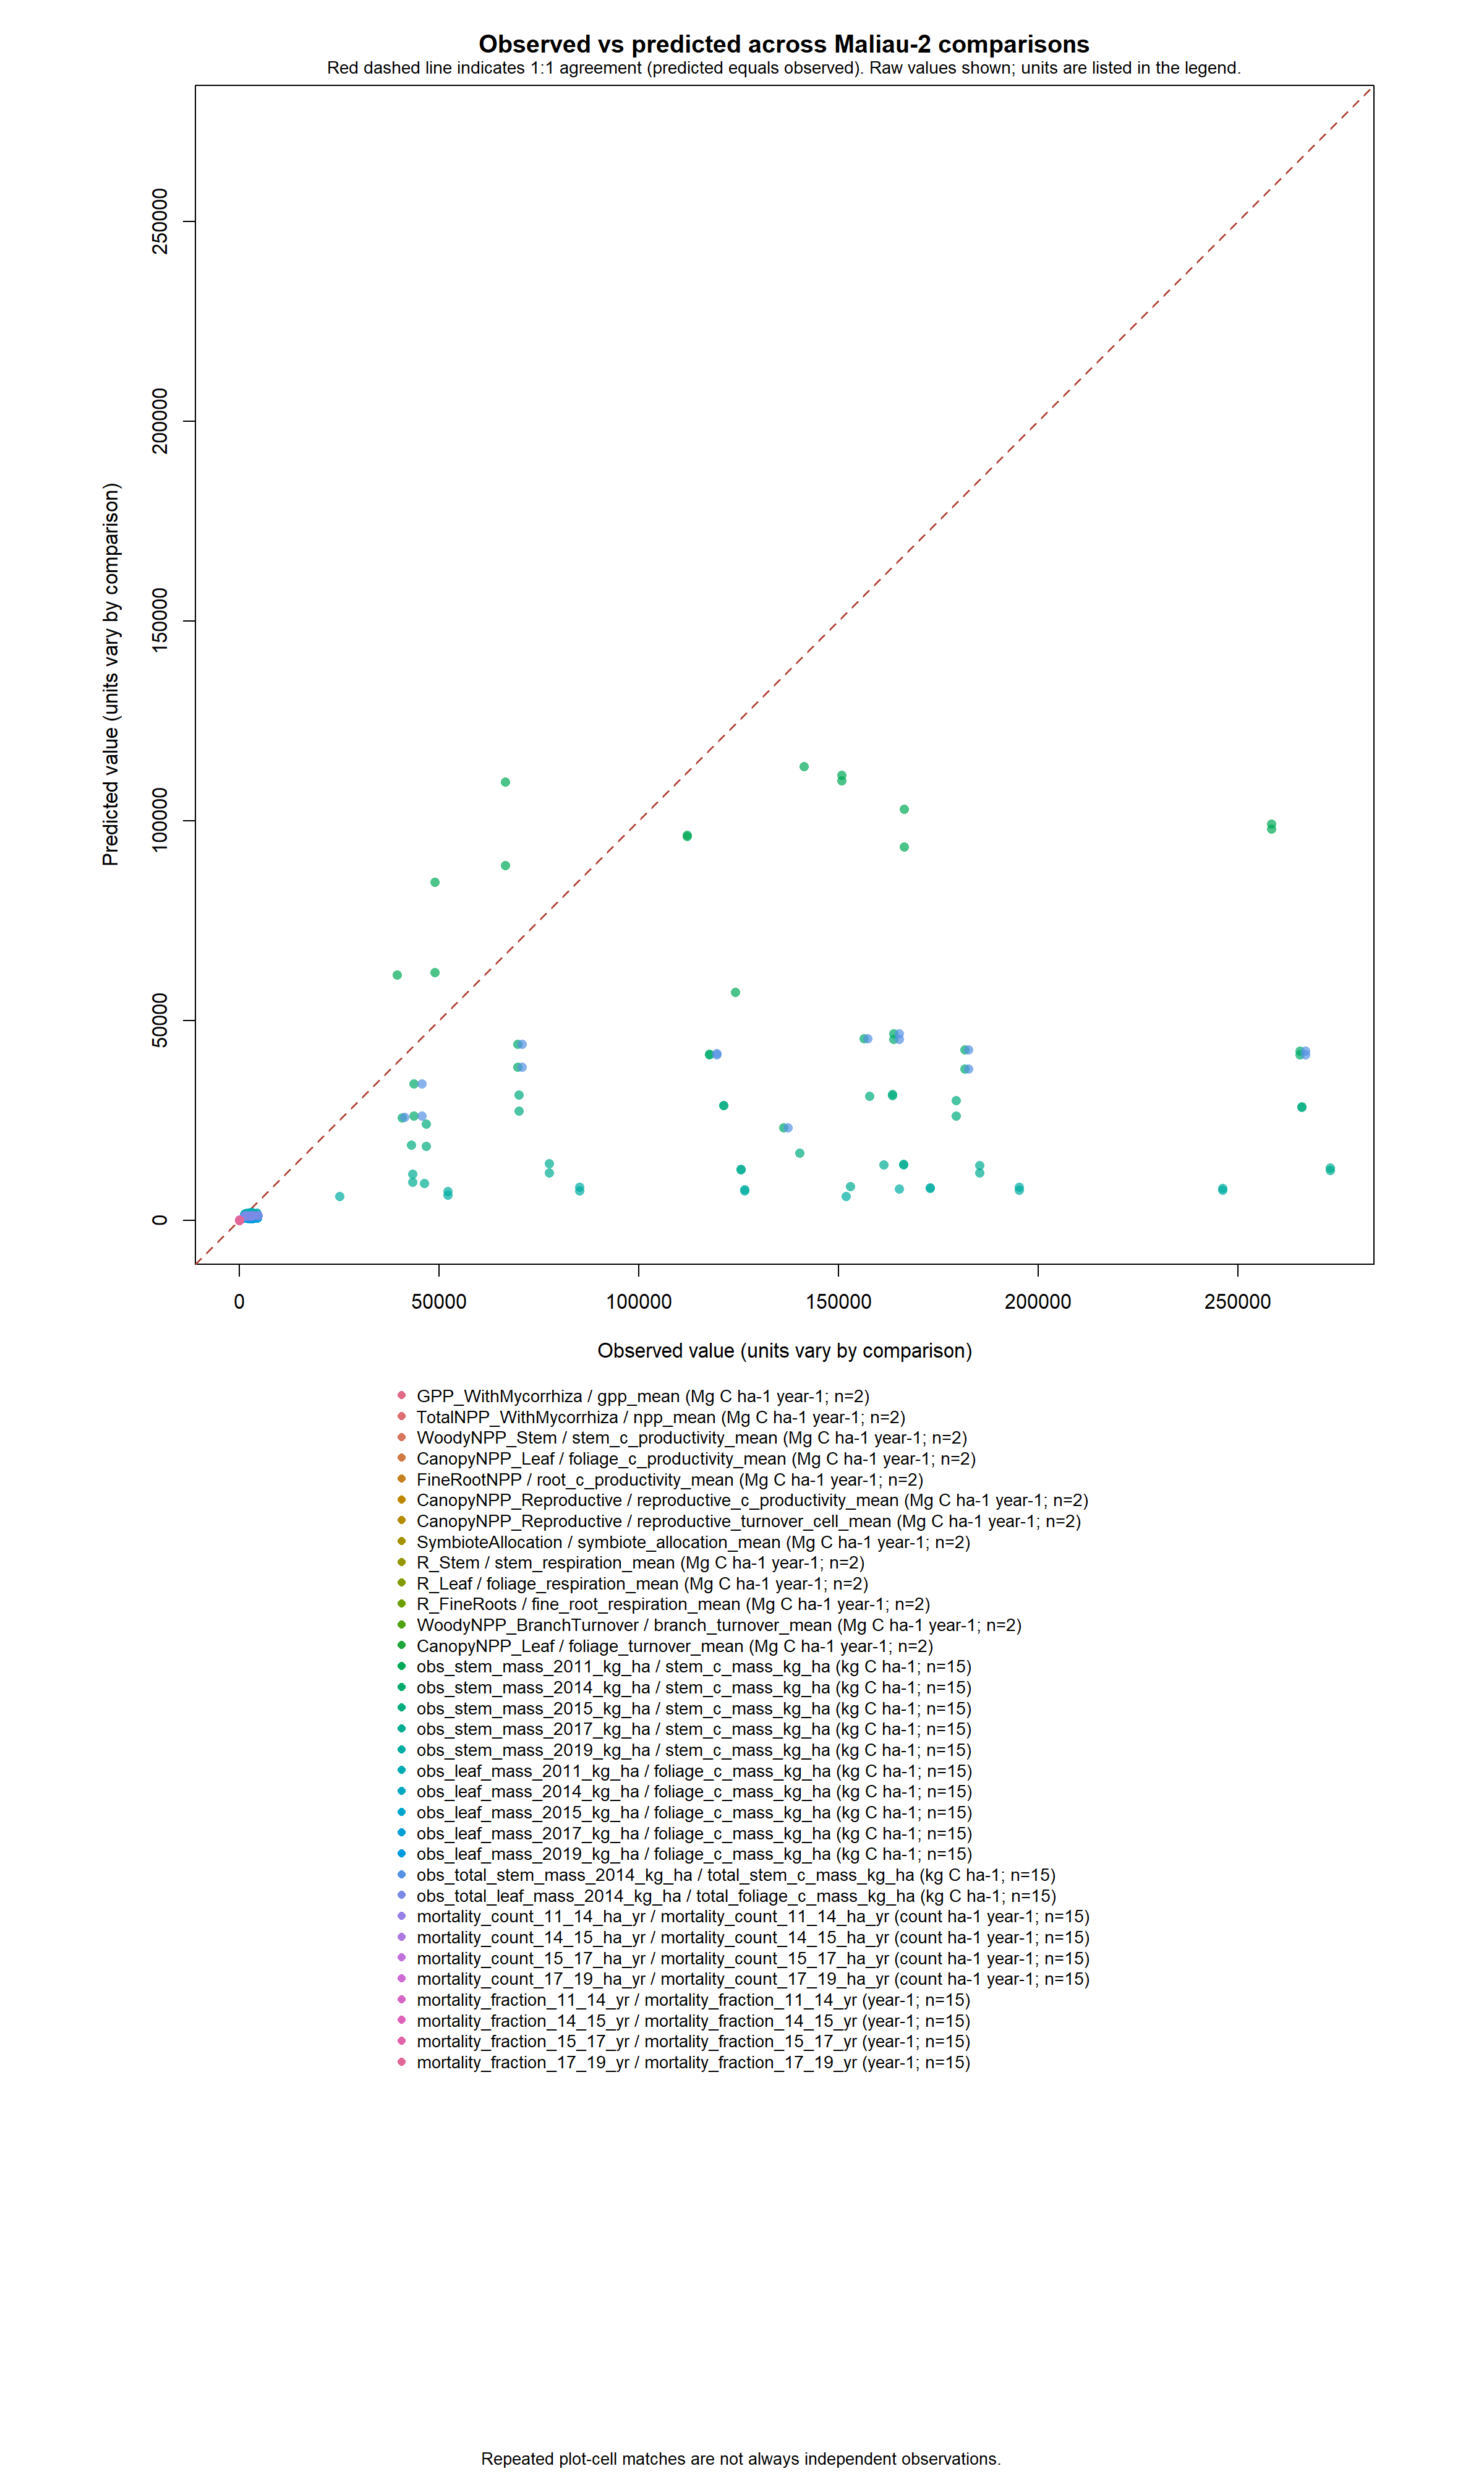 Observed vs predicted across Maliau-2 comparisons
Red dashed line indicates 1:1 agreement (predicted equals observed). Raw values shown; units are listed in the legend.
Predicted value (units vary by comparison)
250000
200000
150000
100000
50000
0
0
50000
100000
150000
200000
250000
Observed value (units vary by comparison)
GPP_WithMycorrhiza / gpp_mean (Mg C ha-1 year-1; n=2)
TotalNPP_WithMycorrhiza / npp_mean (Mg C ha-1 year-1; n=2)
WoodyNPP_Stem / stem_c_productivity_mean (Mg C ha-1 year-1; n=2)
CanopyNPP_Leaf / foliage_c_productivity_mean (Mg C ha-1 year-1; n=2)
FineRootNPP / root_c_productivity_mean (Mg C ha-1 year-1; n=2)
CanopyNPP_Reproductive / reproductive_c_productivity_mean (Mg C ha-1 year-1; n=2)
CanopyNPP_Reproductive / reproductive_turnover_cell_mean (Mg C ha-1 year-1; n=2)
SymbioteAllocation / symbiote_allocation_mean (Mg C ha-1 year-1; n=2)
R_Stem / stem_respiration_mean (Mg C ha-1 year-1; n=2)
R_Leaf / foliage_respiration_mean (Mg C ha-1 year-1; n=2)
R_FineRoots / fine_root_respiration_mean (Mg C ha-1 year-1; n=2)
WoodyNPP_BranchTurnover / branch_turnover_mean (Mg C ha-1 year-1; n=2)
CanopyNPP_Leaf / foliage_turnover_mean (Mg C ha-1 year-1; n=2)
obs_stem_mass_2011_kg_ha / stem_c_mass_kg_ha (kg C ha-1; n=15)
obs_stem_mass_2014_kg_ha / stem_c_mass_kg_ha (kg C ha-1; n=15)
obs_stem_mass_2015_kg_ha / stem_c_mass_kg_ha (kg C ha-1; n=15)
obs_stem_mass_2017_kg_ha / stem_c_mass_kg_ha (kg C ha-1; n=15)
obs_stem_mass_2019_kg_ha / stem_c_mass_kg_ha (kg C ha-1; n=15)
obs_leaf_mass_2011_kg_ha / foliage_c_mass_kg_ha (kg C ha-1; n=15)
obs_leaf_mass_2014_kg_ha / foliage_c_mass_kg_ha (kg C ha-1; n=15)
obs_leaf_mass_2015_kg_ha / foliage_c_mass_kg_ha (kg C ha-1; n=15)
obs_leaf_mass_2017_kg_ha / foliage_c_mass_kg_ha (kg C ha-1; n=15)
obs_leaf_mass_2019_kg_ha / foliage_c_mass_kg_ha (kg C ha-1; n=15)
obs_total_stem_mass_2014_kg_ha / total_stem_c_mass_kg_ha (kg C ha-1; n=15)
obs_total_leaf_mass_2014_kg_ha / total_foliage_c_mass_kg_ha (kg C ha-1; n=15)
mortality_count_11_14_ha_yr / mortality_count_11_14_ha_yr (count ha-1 year-1; n=15)
mortality_count_14_15_ha_yr / mortality_count_14_15_ha_yr (count ha-1 year-1; n=15)
mortality_count_15_17_ha_yr / mortality_count_15_17_ha_yr (count ha-1 year-1; n=15)
mortality_count_17_19_ha_yr / mortality_count_17_19_ha_yr (count ha-1 year-1; n=15)
mortality_fraction_11_14_yr / mortality_fraction_11_14_yr (year-1; n=15)
mortality_fraction_14_15_yr / mortality_fraction_14_15_yr (year-1; n=15)
mortality_fraction_15_17_yr / mortality_fraction_15_17_yr (year-1; n=15)
mortality_fraction_17_19_yr / mortality_fraction_17_19_yr (year-1; n=15)
Repeated plot-cell matches are not always independent observations.